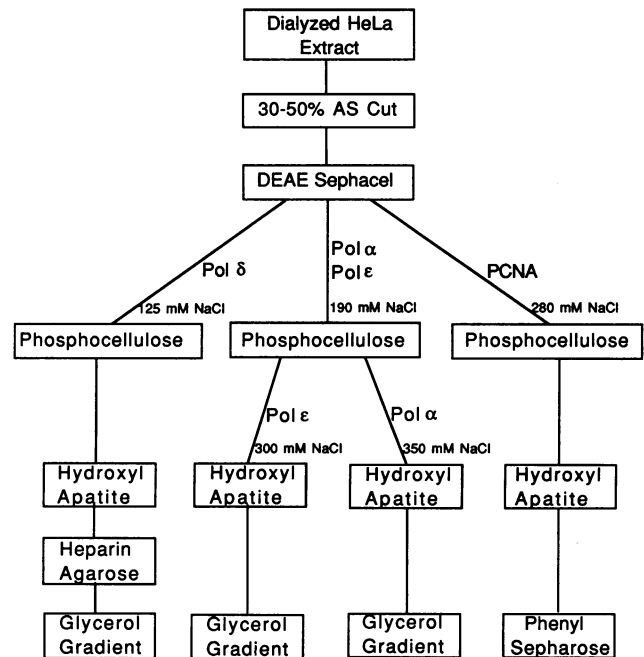 Dialyzed HeLa
Extract
30-50% AS Cut
DEAE Sephacel
Pol δ
Pol α
Pol ε
PCNA
125 mM NaCl
190 mM NaCl
280 mM NaCl
Phosphocellulose
Phosphocellulose
Phosphocellulose
Pol ε
Pol α
300 mM NaCl
350 mM NaCl
Hydroxyl
Apatite
Hydroxyl
Apatite
Hydroxyl
Apatite
Hydroxyl
Apatite
Heparin
Agarose
Glycerol
Gradient
Glycerol
Gradient
Glycerol
Gradient
Phenyl
Sepharose